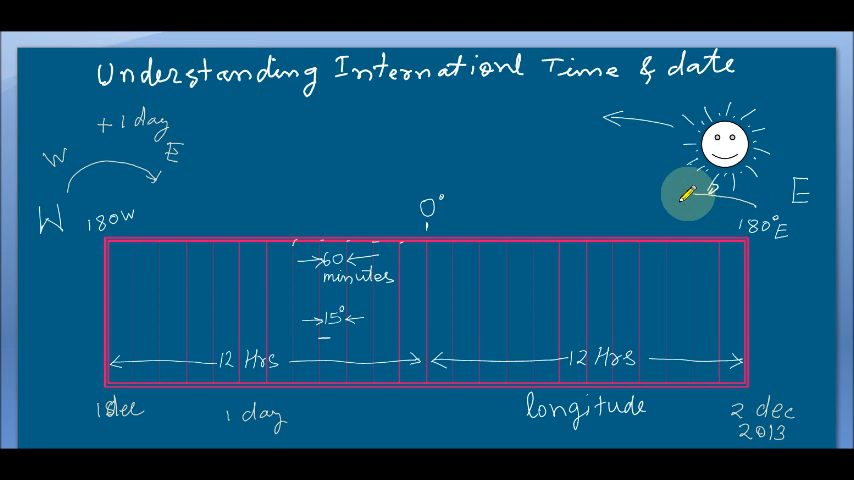 Understanding Internationl Time & date
+1 day
W E
W 180W
0°
E
180°E
60
minutes
15°
12 Hrs 12 Hrs
dec 1 day longitude 2 dec
2013